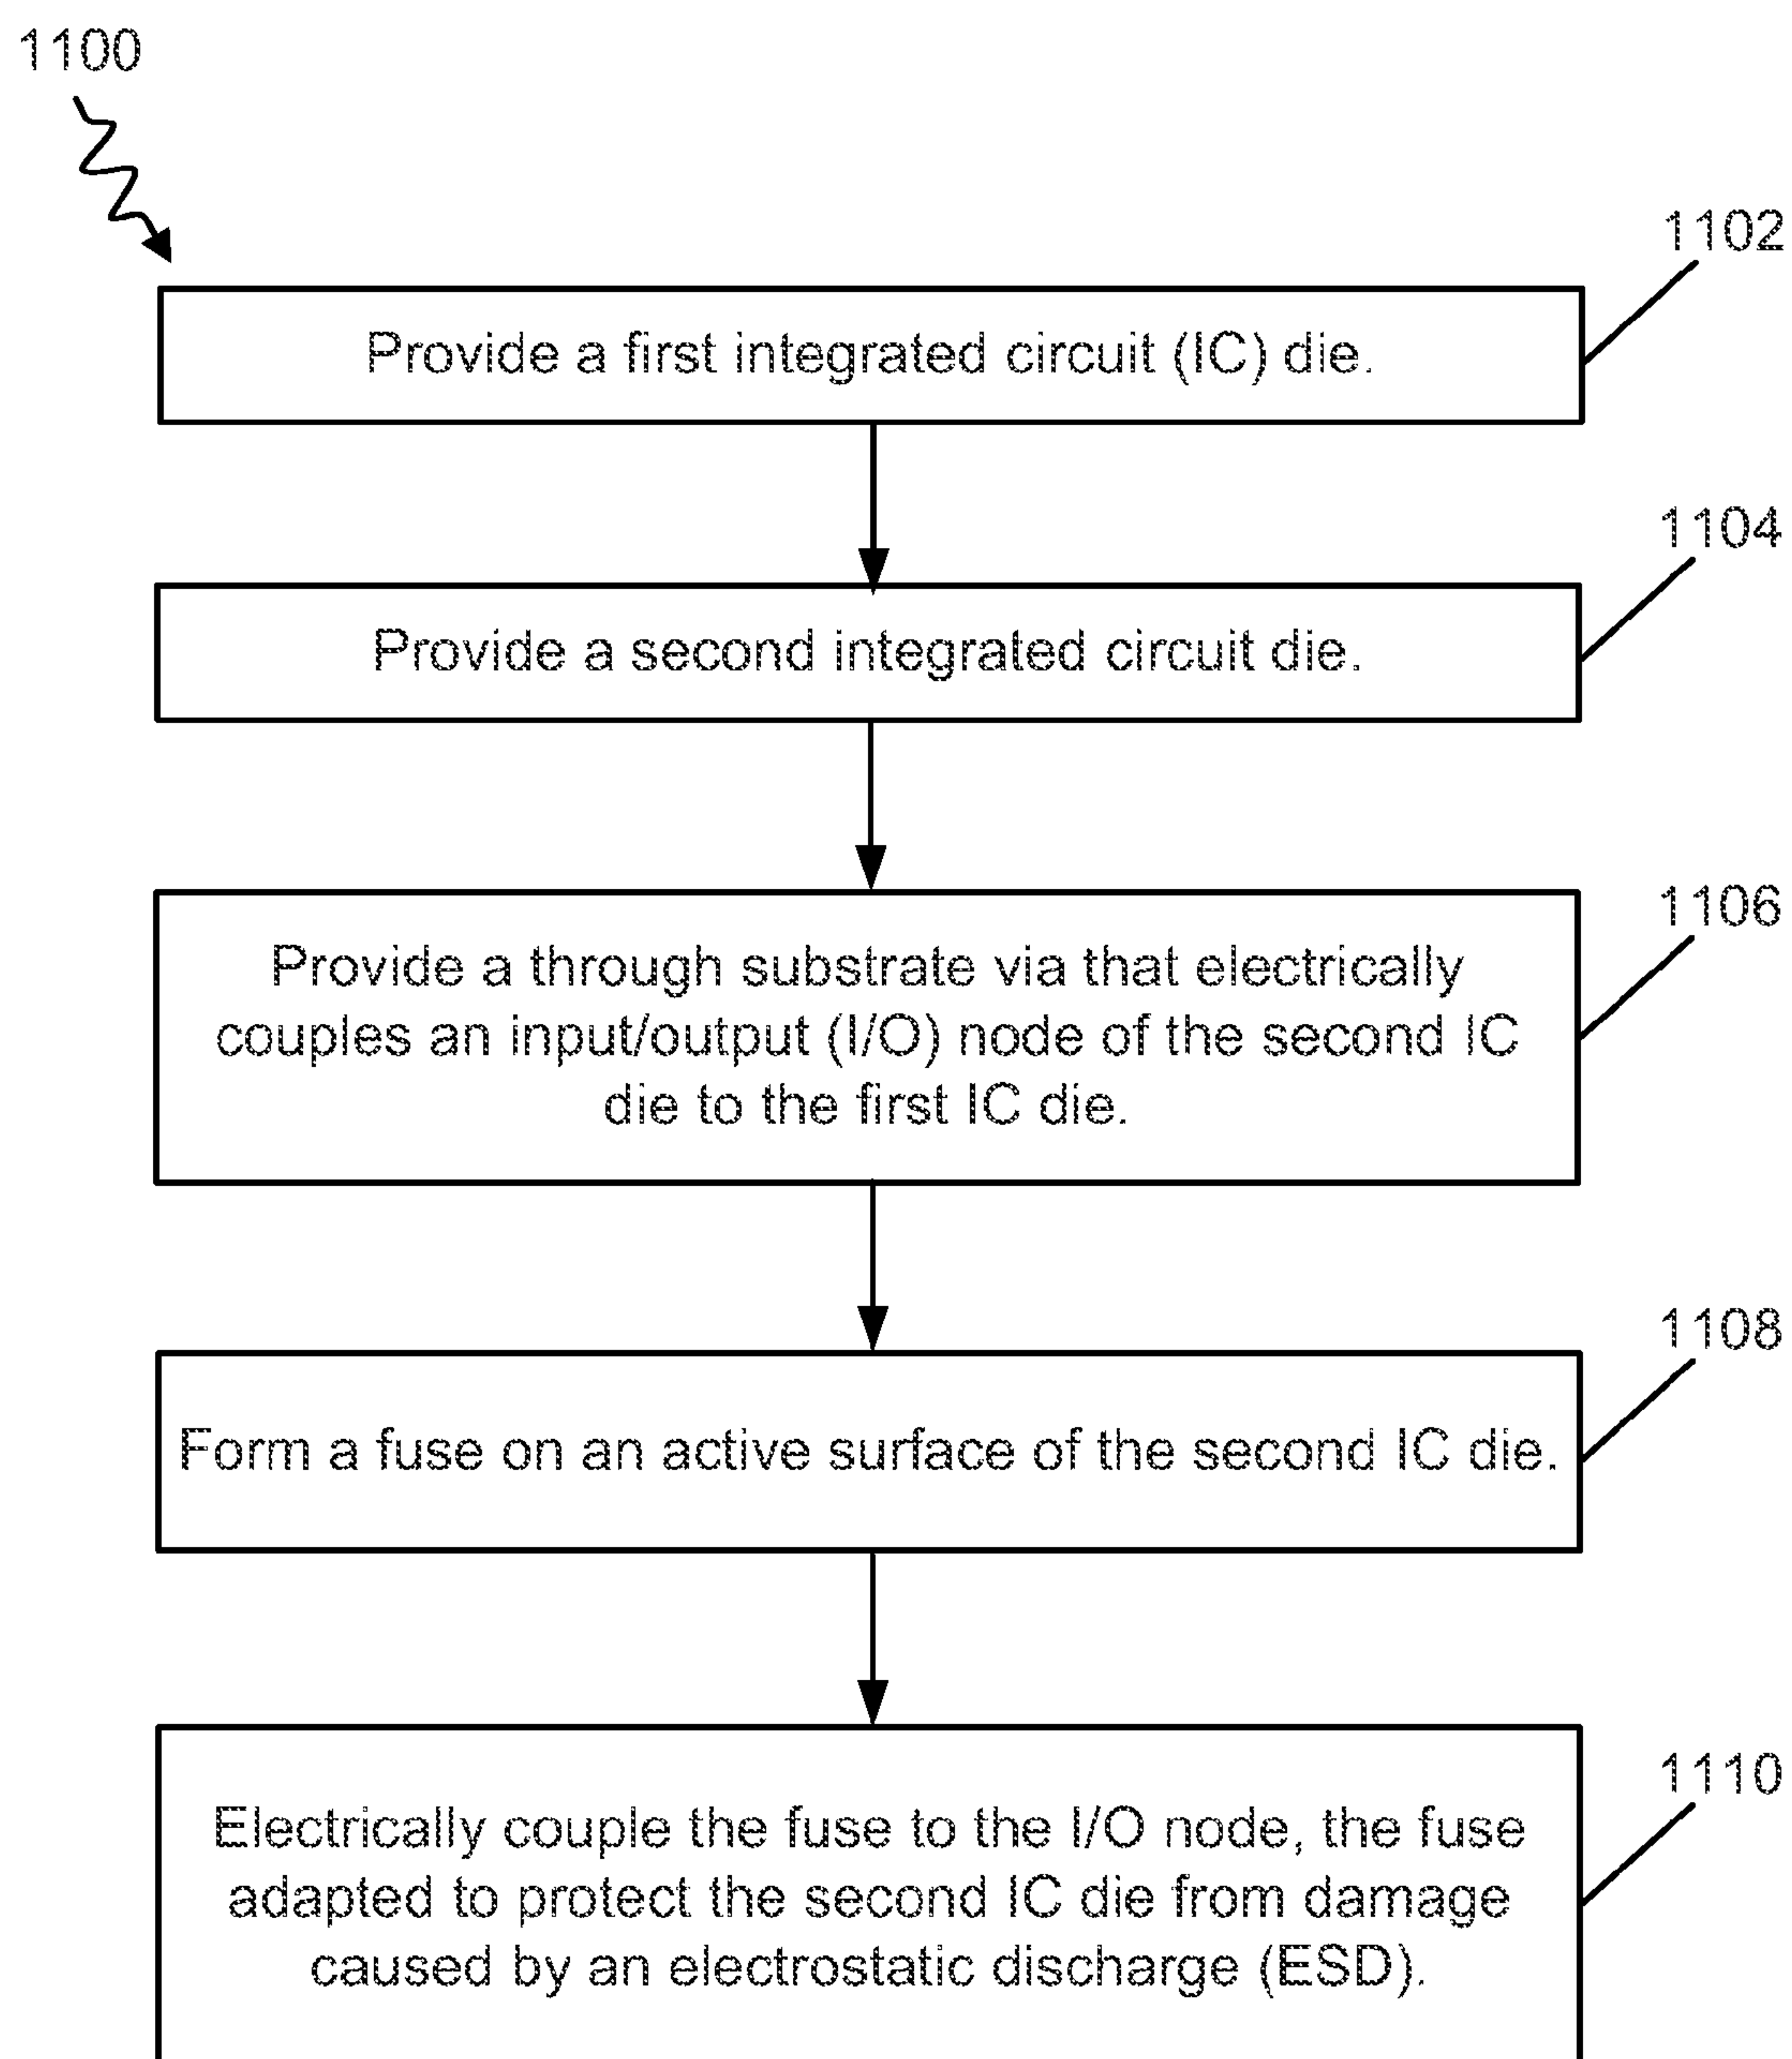 1100
1102
Provide a first integrated circuit (IC) die.
1104
Provide a second integrated circuit die.
1106
Provide a through substrate via that electrically
couples an input/output (I/O) node of the second IC
die to the first IC die.
1108
Form a fuse on an active surface of the second IC die.
1110
Electrically couple the fuse to the I/O node, the fuse
adapted to protect the second IC die from damage
caused by an electrostatic discharge (ESD).